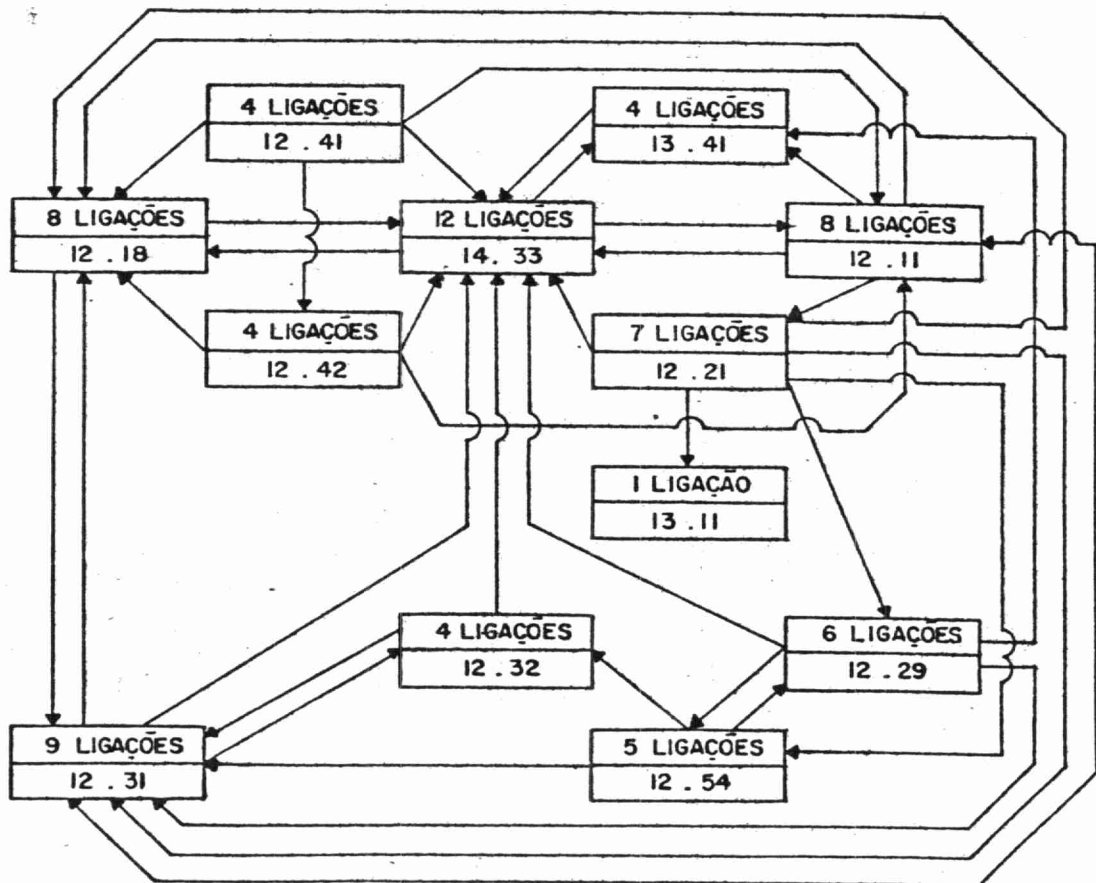 4 LIGAÇÕES
12 . 41
4 LIGAÇÕES
13 . 41
8 LIGAÇÕES
12 . 18
12 LIGAÇÕES
14 . 33
8 LIGAÇÕES
12 . 11
4 LIGAÇÕES
12 . 42
7 LIGAÇÕES
12 . 21
1 LIGAÇÃO
13 . 11
4 LIGAÇÕES
12 . 32
6 LIGAÇÕES
12 . 29
9 LIGAÇÕES
12 . 31
5 LIGAÇÕES
12 . 54